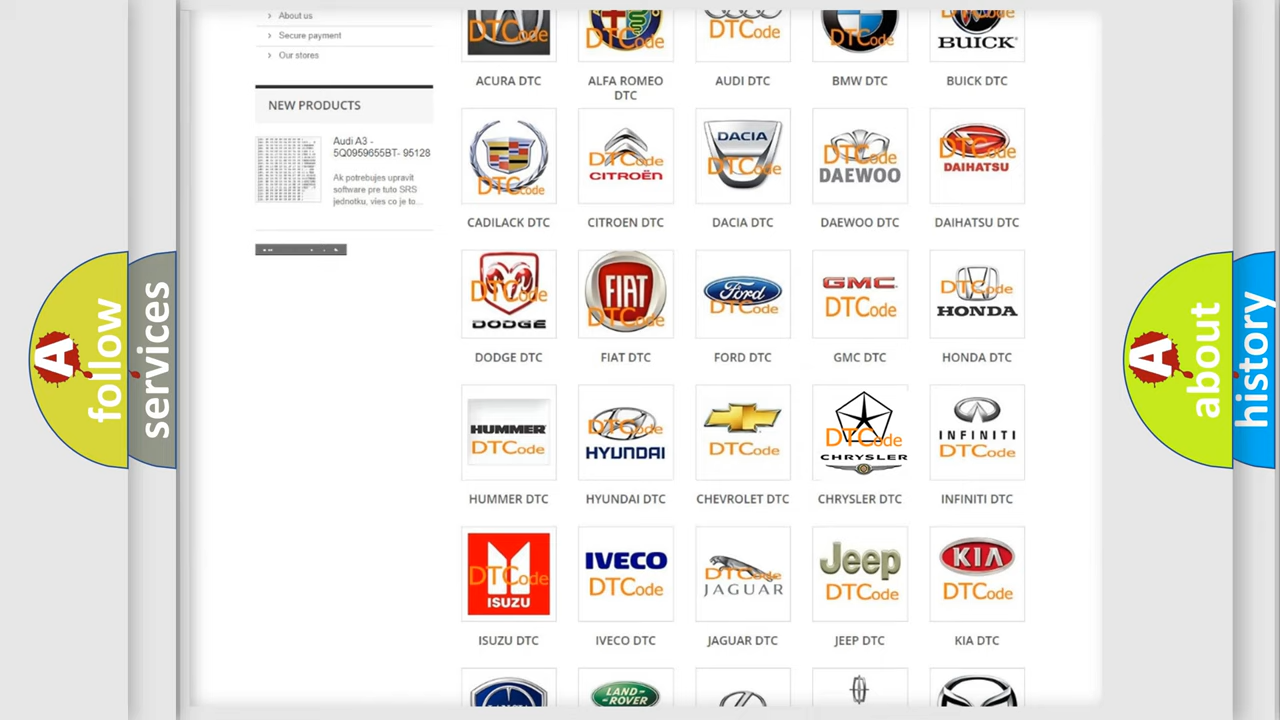 About us
Secure payment
Our stores
NEW PRODUCTS
Audi A3 -
5Q0959655BT- 95128
Ak potrebujes upravit
software pre tuto SRS
jednotku, vies co je to...
DTCode
DTCode
DTCode
DTCode
BUICK
ACURA DTC
ALFA ROMEO
DTC
AUDI DTC
BMW DTC
BUICK DTC
DTCode
DTCode
CITROËN
DACIA
DTCode
DTCode
DAEWOO
DTCode
DAIHATSU
CADILACK DTC
CITROEN DTC
DACIA DTC
DAEWOO DTC
DAIHATSU DTC
DTCode
DODGE
FIAT
DTCode
Ford
DTCode
GMC
DTCode
DTCode
HONDA
DODGE DTC
FIAT DTC
FORD DTC
GMC DTC
HONDA DTC
HUMMER
DTCode
DTCode
HYUNDAI
DTCode
DTCode
CHRYSLER
INFINITI
DTCode
HUMMER DTC
HYUNDAI DTC
CHEVROLET DTC
CHRYSLER DTC
INFINITI DTC
DTCode
ISUZU
IVECO
DTCode
DTCode
JAGUAR
Jeep
DTCode
KIA
DTCode
ISUZU DTC
IVECO DTC
JAGUAR DTC
JEEP DTC
KIA DTC
LAND-
ROVER
A follow
services
A about
history